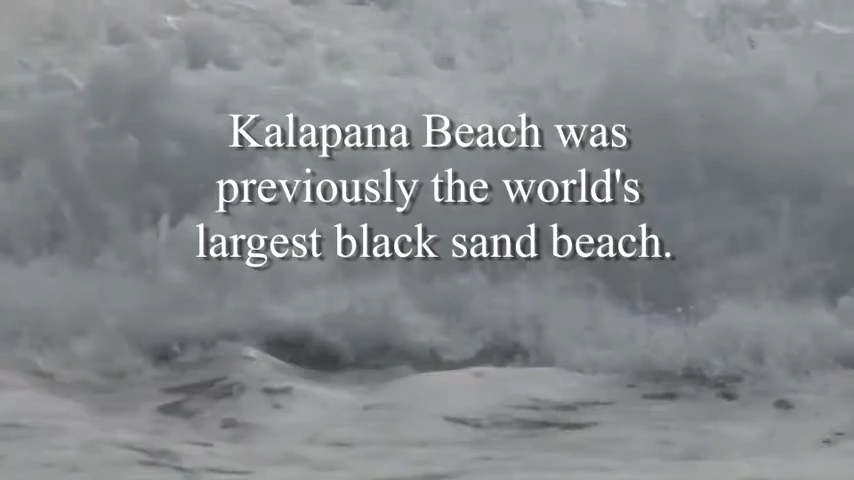 Kalapana Beach was
previously the world's
largest black sand beach.